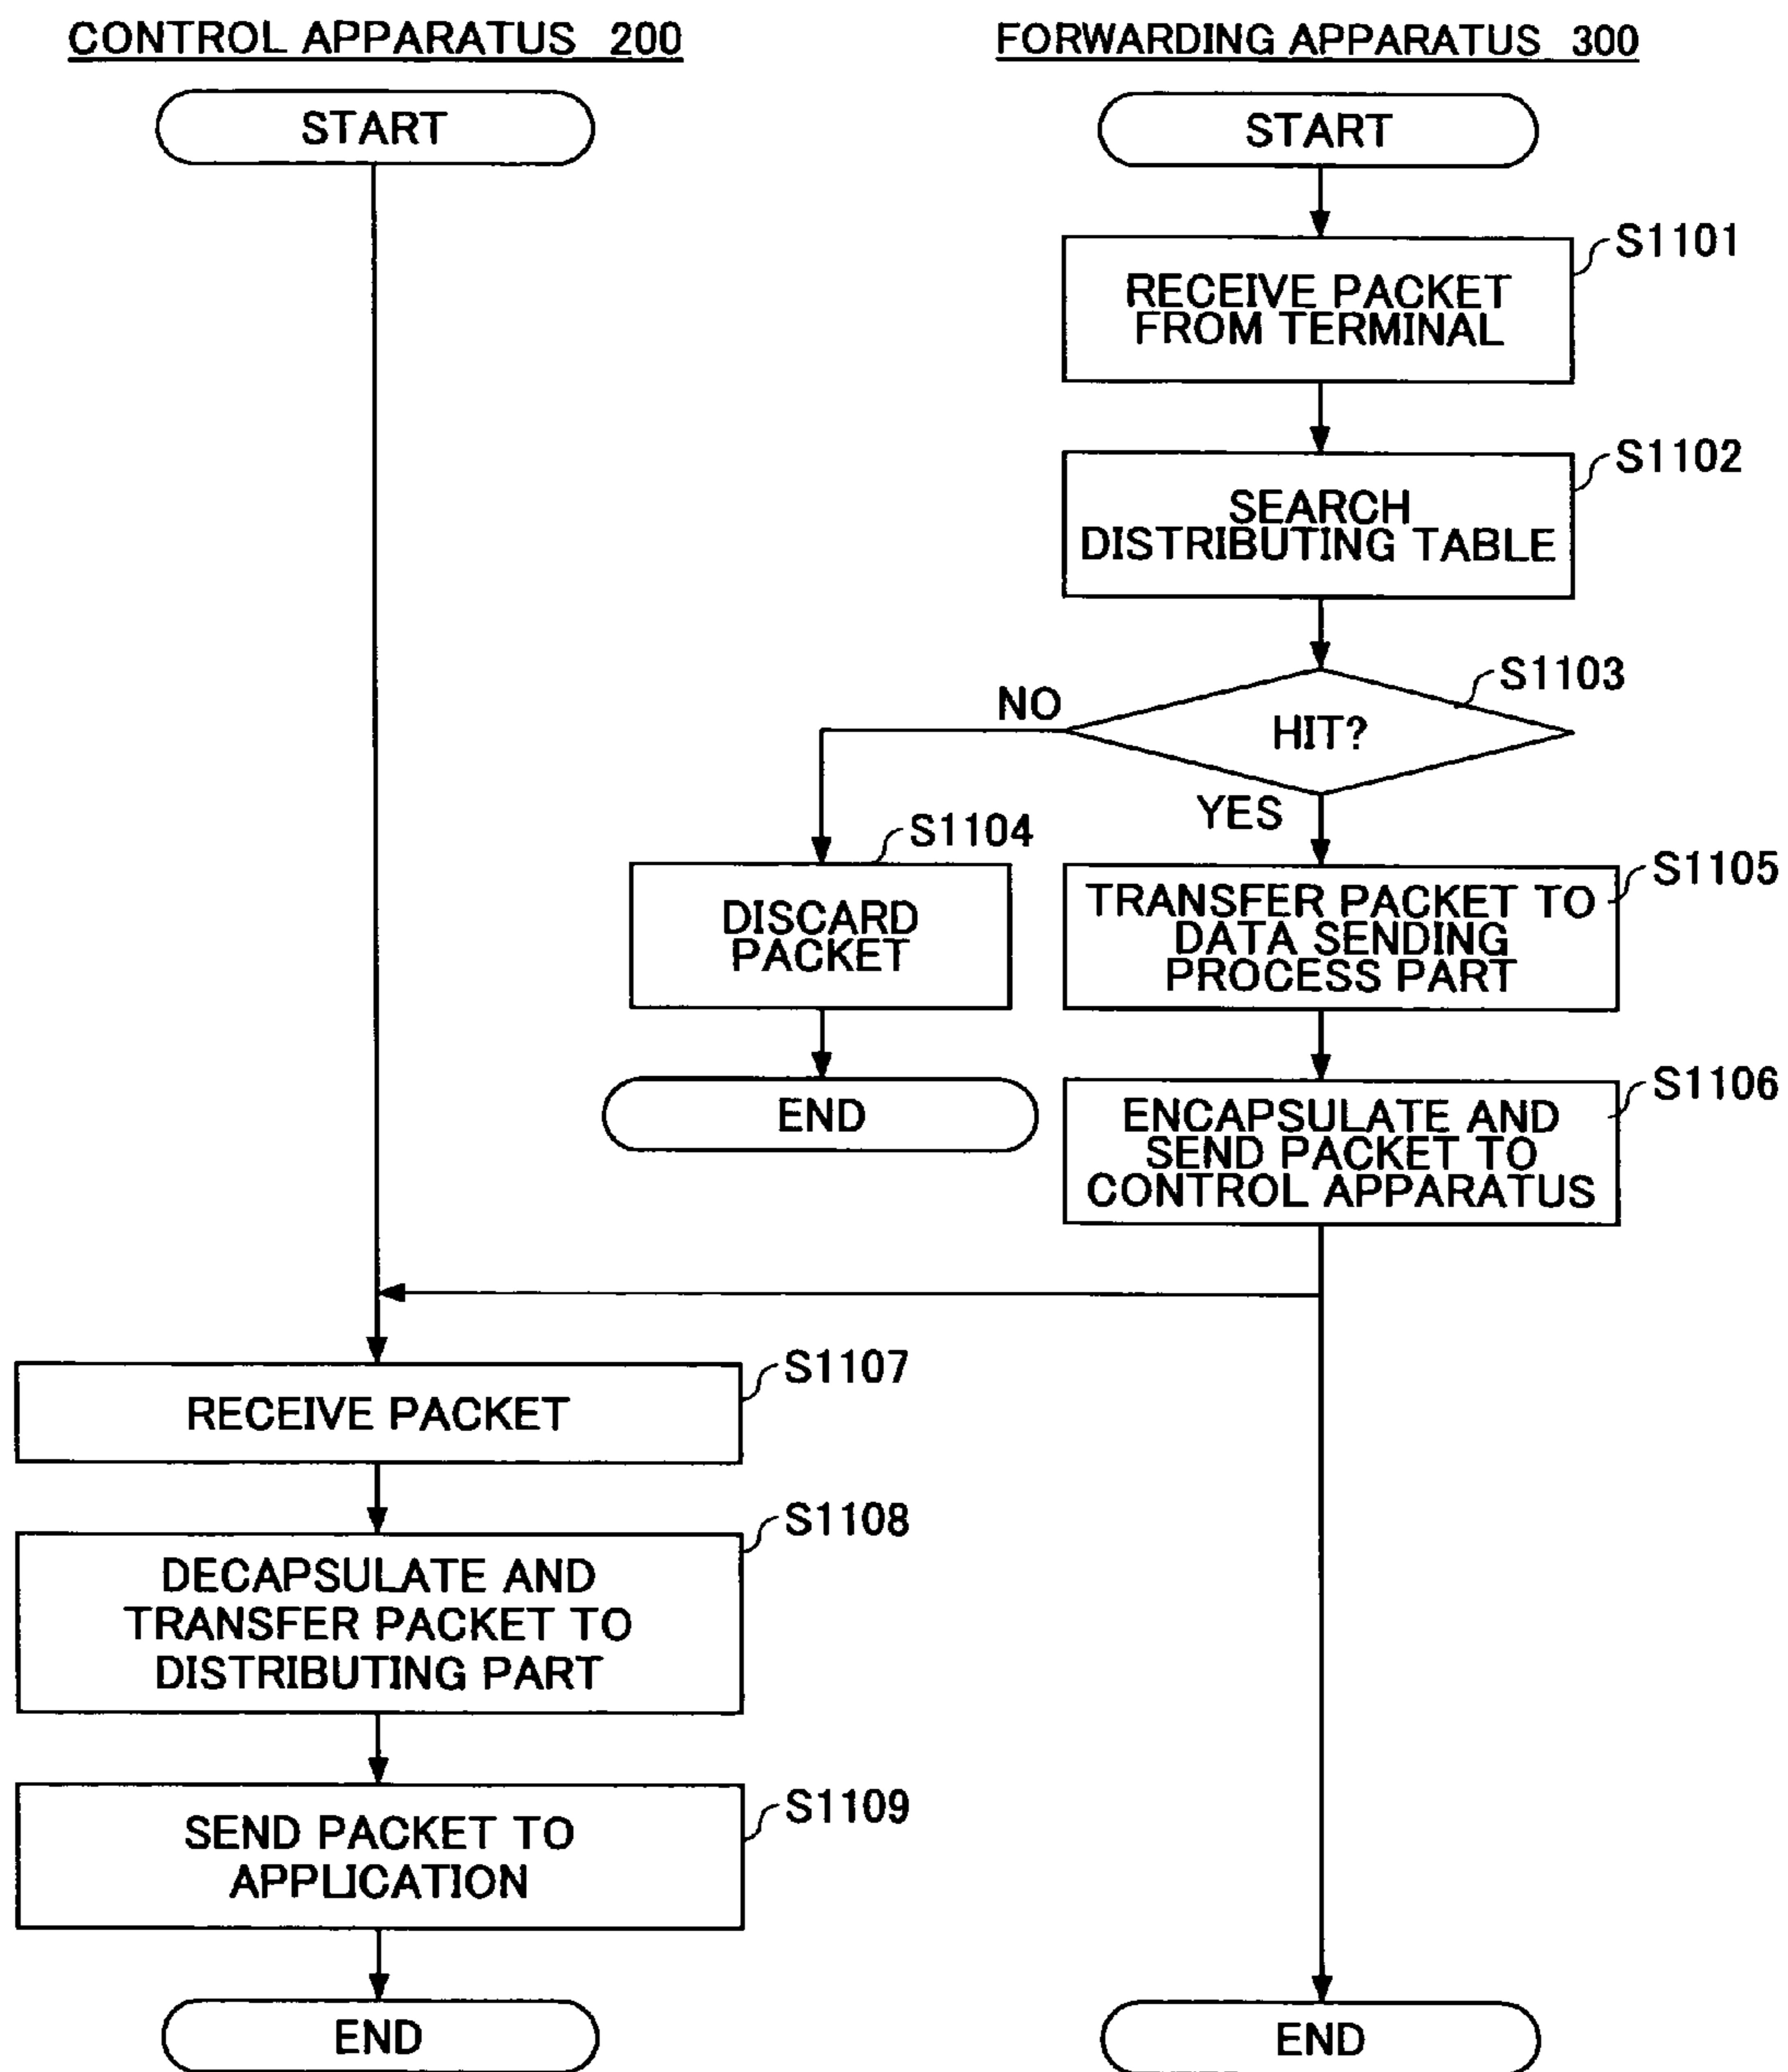 CONTROL APPARATUS 200
FORWARDING APPARATUS 300
START
START
S1101
RECEIVE PACKET
FROM TERMINAL
S1102
SEARCH
DISTRIBUTING TABLE
S1103
HIT?
NO
YES
S1104
DISCARD
PACKET
END
S1105
TRANSFER PACKET TO
DATA SENDING
PROCESS PART
S1106
ENCAPSULATE AND
SEND PACKET TO
CONTROL APPARATUS
S1107
RECEIVE PACKET
S1108
DECAPSULATE AND
TRANSFER PACKET TO
DISTRIBUTING PART
S1109
SEND PACKET TO
APPLICATION
END
END